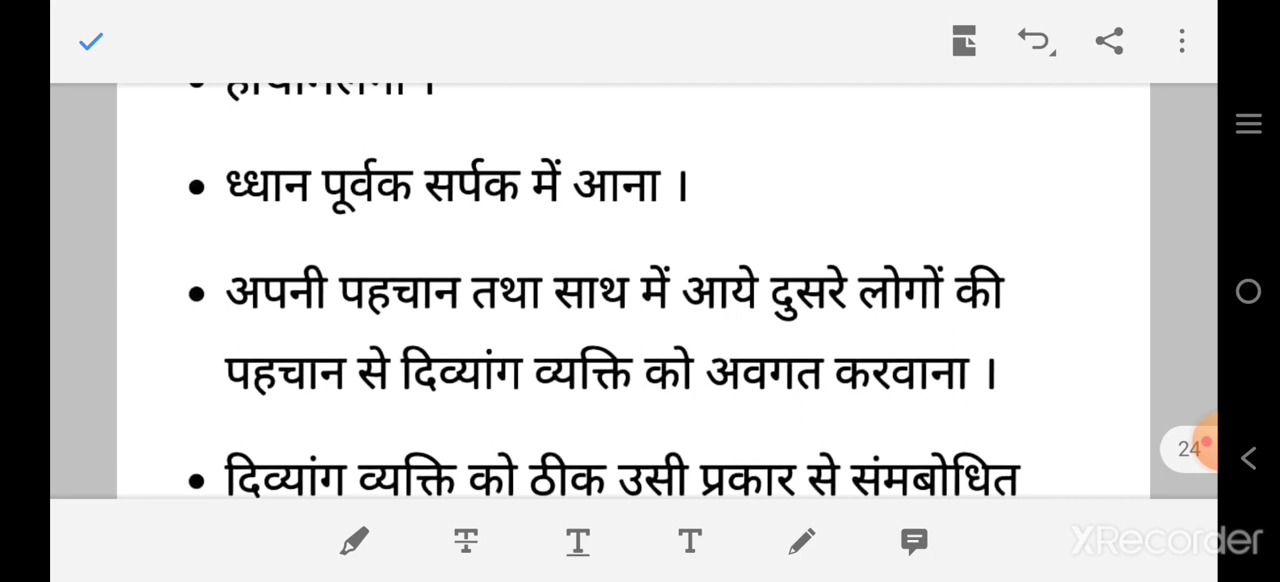 • ध्धान पूर्वक सर्पक में आना ।
• अपनी पहचान तथा साथ में आये दुसरे लोगों की
पहचान से दिव्यांग व्यक्ति को अवगत करवाना ।
24
• दिव्यांग व्यक्ति को ठीक उसी प्रकार से संमबोधित
XRecorder